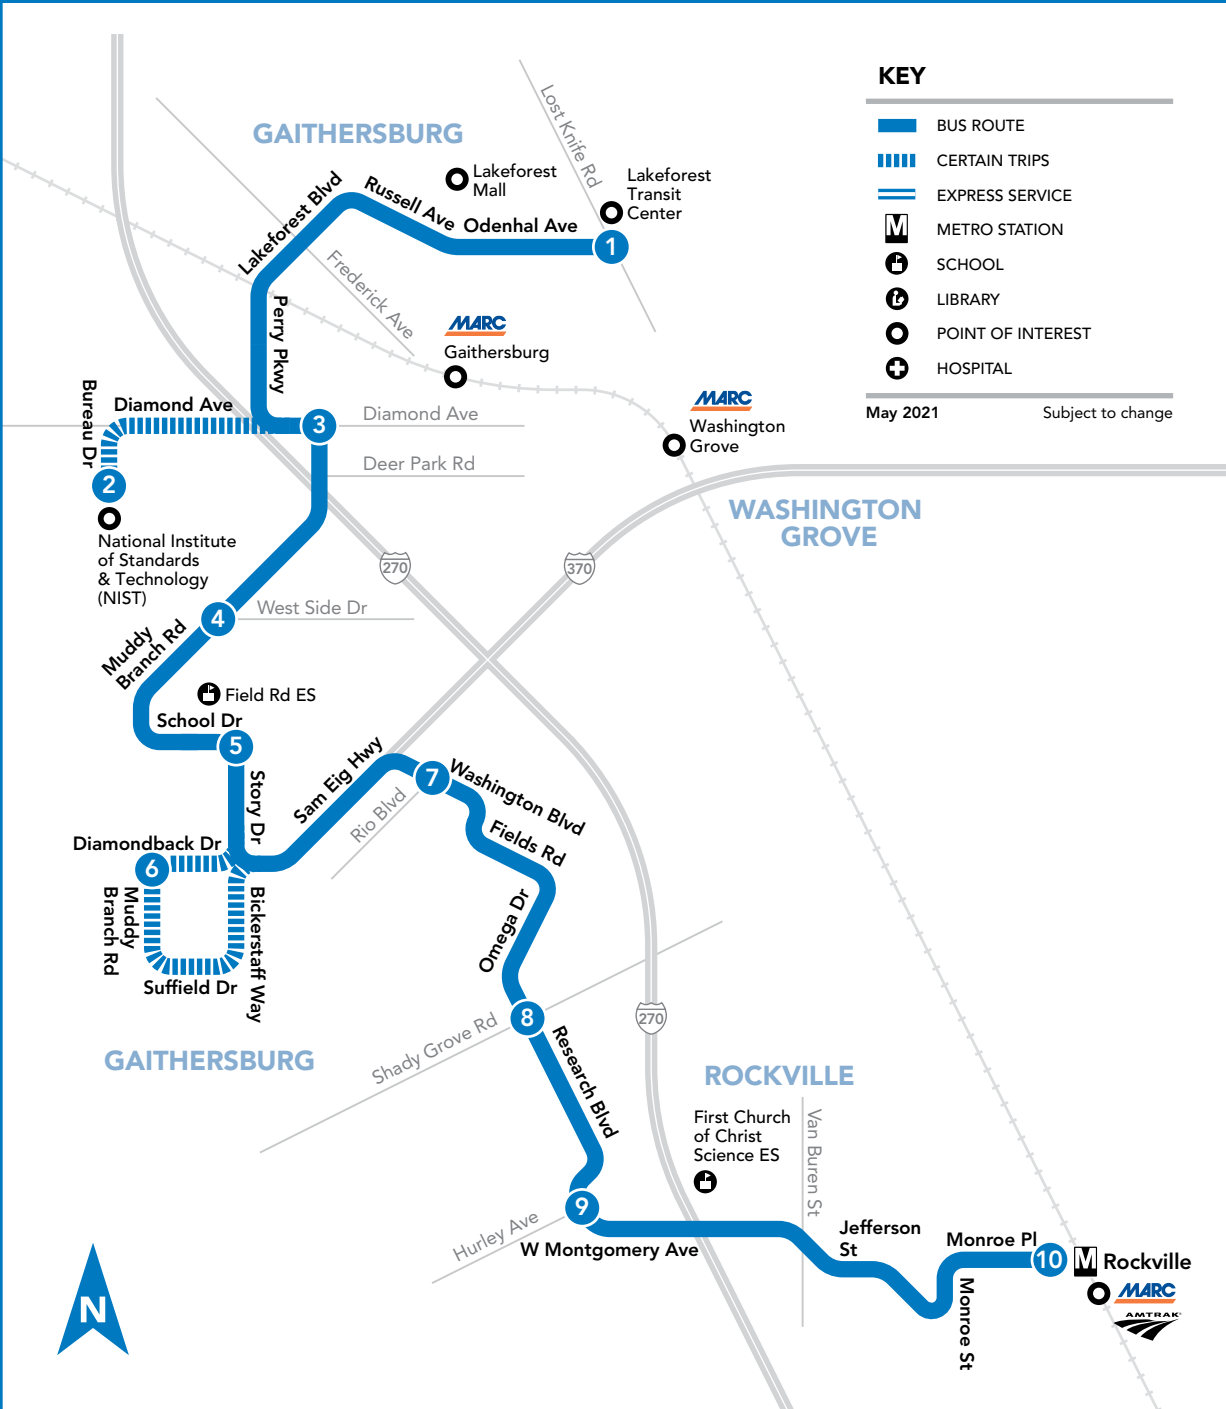 KEY
BUS ROUTE
CERTAIN TRIPS
EXPRESS SERVICE
M
METRO STATION
SCHOOL
LIBRARY
POINT OF INTEREST
HOSPITAL
May 2021
Subject to change
GAITHERSBURG
Lost Knife Rd
Lakeforest
Mall
Lakeforest
Transit
Center
Lakeforest Blvd
Russell Ave
Odenhal Ave
1
Frederick Ave
Perry Pkwy
MARC
Gaithersburg
MARC
Washington
Grove
Bureau Dr
Diamond Ave
3
Diamond Ave
Deer Park Rd
2
National Institute
of Standards
& Technology
(NIST)
WASHINGTON
GROVE
270
370
4
West Side Dr
Muddy
Branch Rd
Field Rd ES
School Dr
5
Story Dr
Sam Eig Hwy
7
Washington Blvd
Rio Blvd
Fields Rd
Diamondback Dr
6
Muddy
Branch Rd
Bickerstaff Way
Suffield Dr
Omega Dr
8
Shady Grove Rd
270
GAITHERSBURG
Research Blvd
ROCKVILLE
First Church
of Christ
Science ES
Van Buren St
9
Hurley Ave
W Montgomery Ave
Jefferson
St
Monroe Pl
10
M
Rockville
MARC
AMTRAK
Monroe St
N